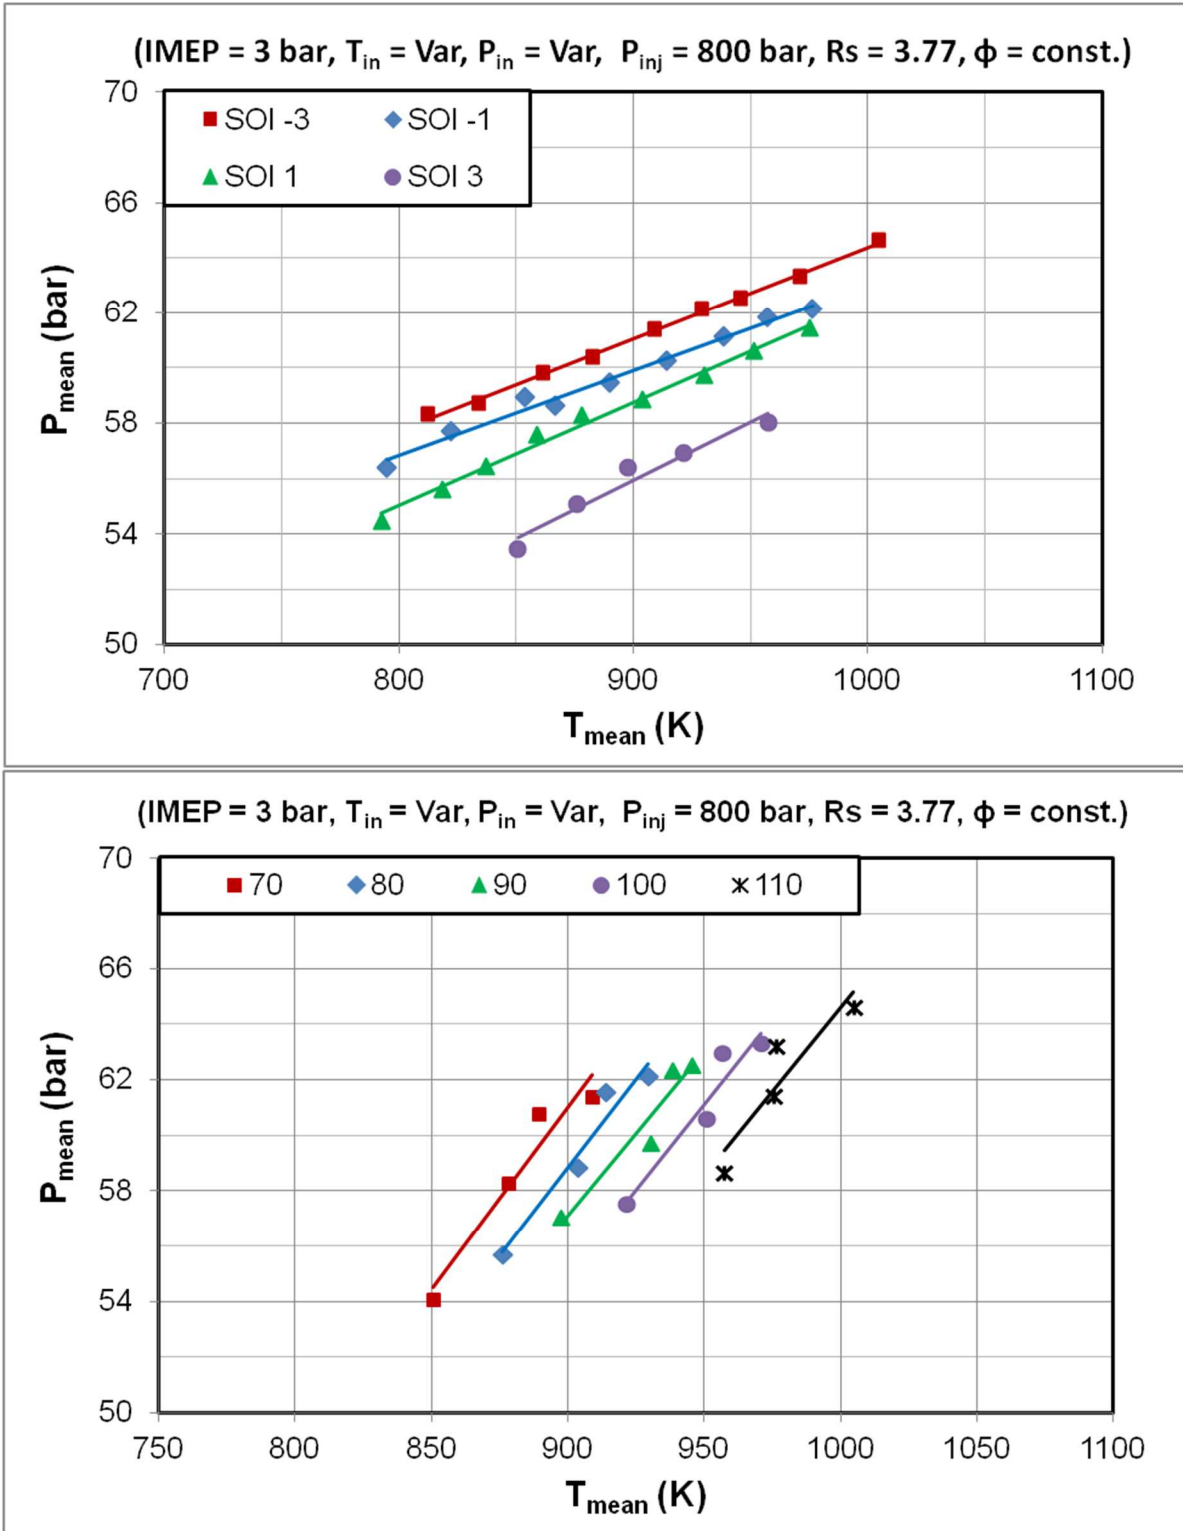 (IMEP = 3 bar, Tin = Var, Pin = Var, Pinj = 800 bar, Rs = 3.77, ϕ = const.)
70
SOI -3 SOI -1
SOI 1 SOI 3
66
62
58
54
50
Pmean (bar)
700 800 900 1000 1100
Tmean (K)
(IMEP = 3 bar, Tin = Var, Pin = Var, Pinj = 800 bar, Rs = 3.77, ϕ = const.)
70
70 80 90 100 110
66
62
58
54
50
Pmean (bar)
750 800 850 900 950 1000 1050 1100
Tmean (K)